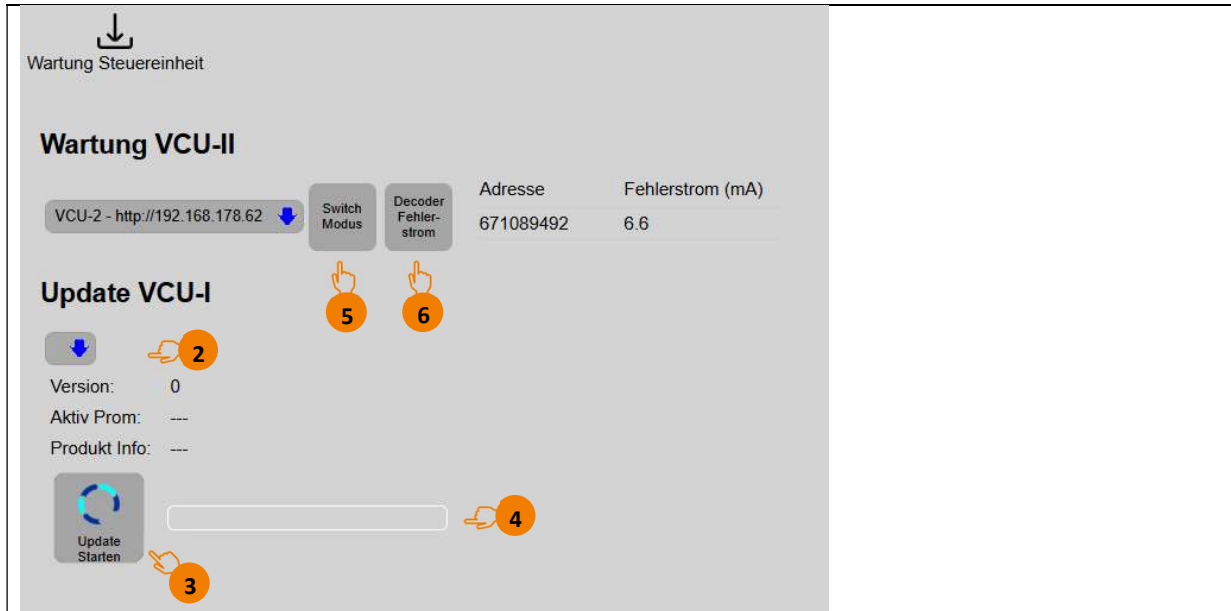 Wartung Steuereinheit
Wartung VCU-II
VCU-2 - http://192.168.178.62
Switch
Modus
Decoder
Fehler-
strom
Adresse
Fehlerstrom (mA)
671089492
6.6
5
6
Update VCU-I
2
Version:
0
Aktiv Prom:
---
Produkt Info:
---
Update
Starten
4
3